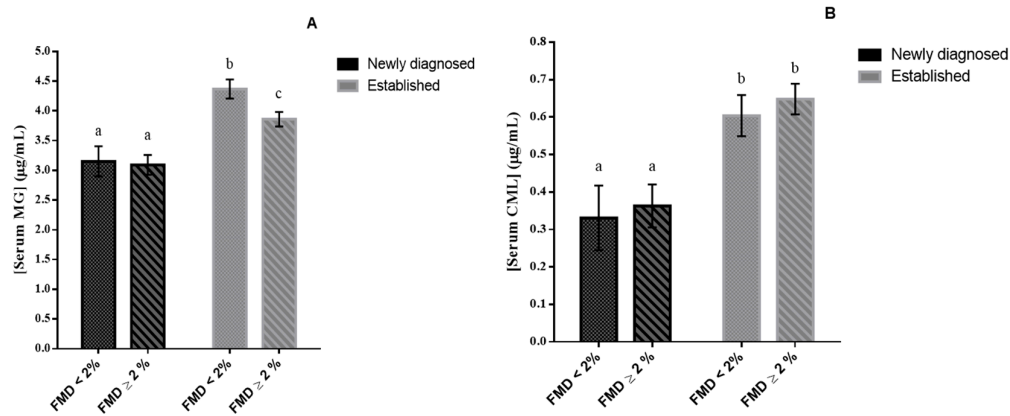 A
[Serum MG] (µg/mL)
5.0
4.5
4.0
3.5
3.0
2.5
2.0
1.5
1.0
0.5
0.0
a
a
b
c
FMD < 2%
FMD ≥ 2 %
FMD < 2%
FMD ≥ 2 %
Newly diagnosed
Established
B
[Serum CML] (µg/mL)
0.8
0.7
0.6
0.5
0.4
0.3
0.2
0.1
0.0
a
a
b
b
FMD < 2%
FMD ≥ 2 %
FMD < 2%
FMD ≥ 2 %
Newly diagnosed
Established